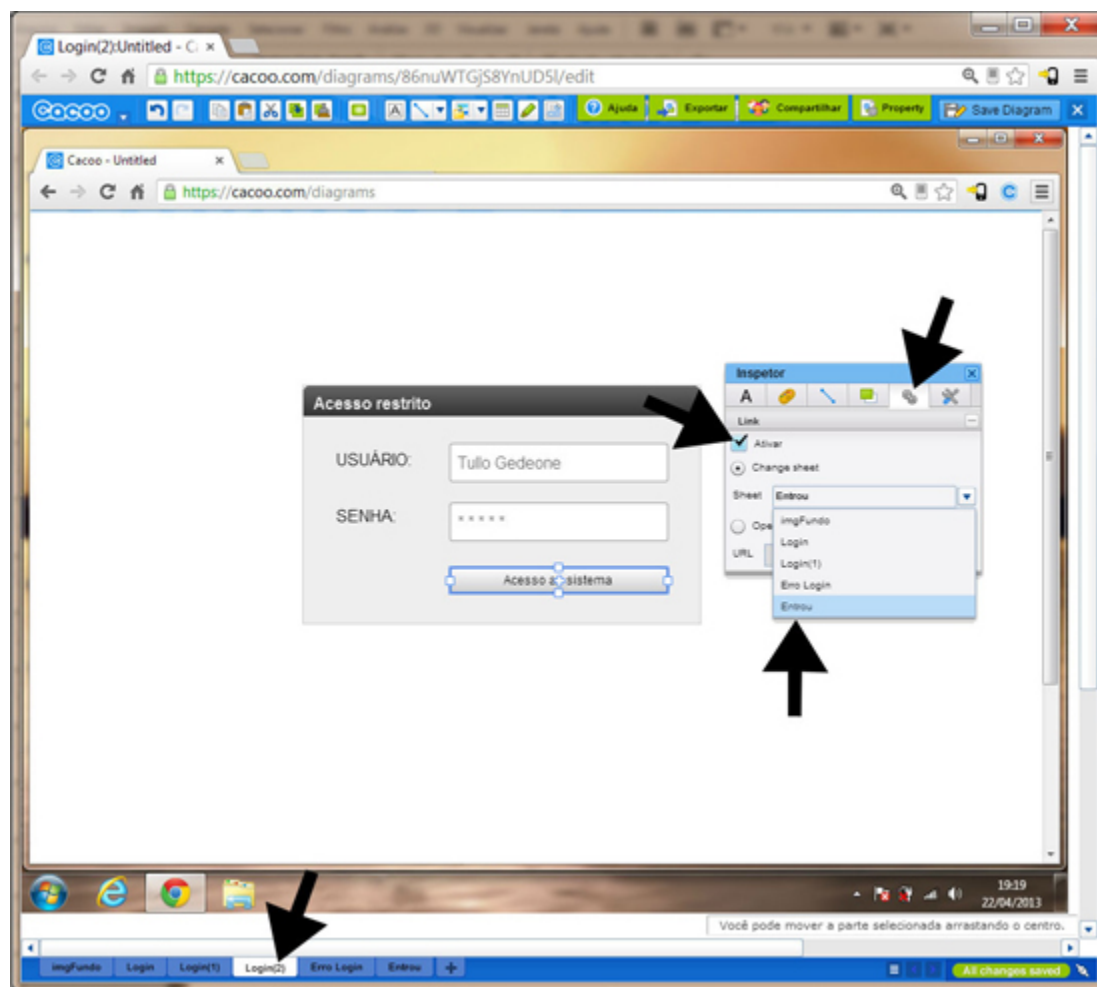 Login(2):Untitled - C
https://cacoo.com/diagrams/86nuWTGjS8YnUD5l/edit
Cacoo
Ajuda
Exportar
Compartilhar
Property
Save Diagram
Cacoo - Untitled
https://cacoo.com/diagrams
Acesso restrito
USUÁRIO:
Tullo Gedeone
SENHA:
*****
Acesso a sistema
Inspetor
A
Link
Ativar
Change sheet
Sheet
Entrou
imgFundo
Login
Login(1)
Erro Login
Entrou
Ope
URL
19:19
22/04/2013
Você pode mover a parte selecionada arrastando o centro.
imgFundo Login Login(1) Login(2) Erro Login Entrou
All changes saved